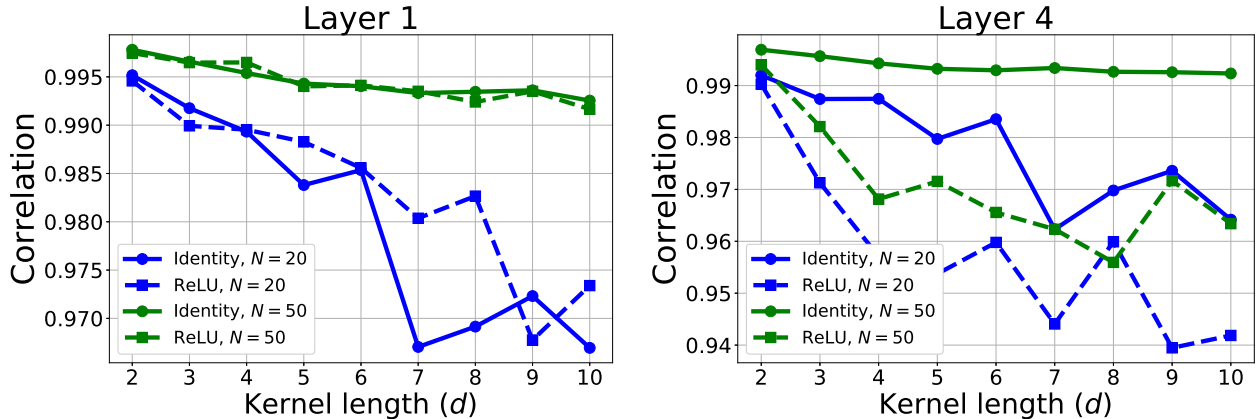 Layer 1
Correlation
0.995
0.990
0.985
0.980
0.975
0.970
Identity, N = 20
ReLU, N = 20
Identity, N = 50
ReLU, N = 50
2 3 4 5 6 7 8 9 10
Kernel length (d)
Layer 4
Correlation
0.99
0.98
0.97
0.96
0.95
0.94
Identity, N = 20
ReLU, N = 20
Identity, N = 50
ReLU, N = 50
2 3 4 5 6 7 8 9 10
Kernel length (d)